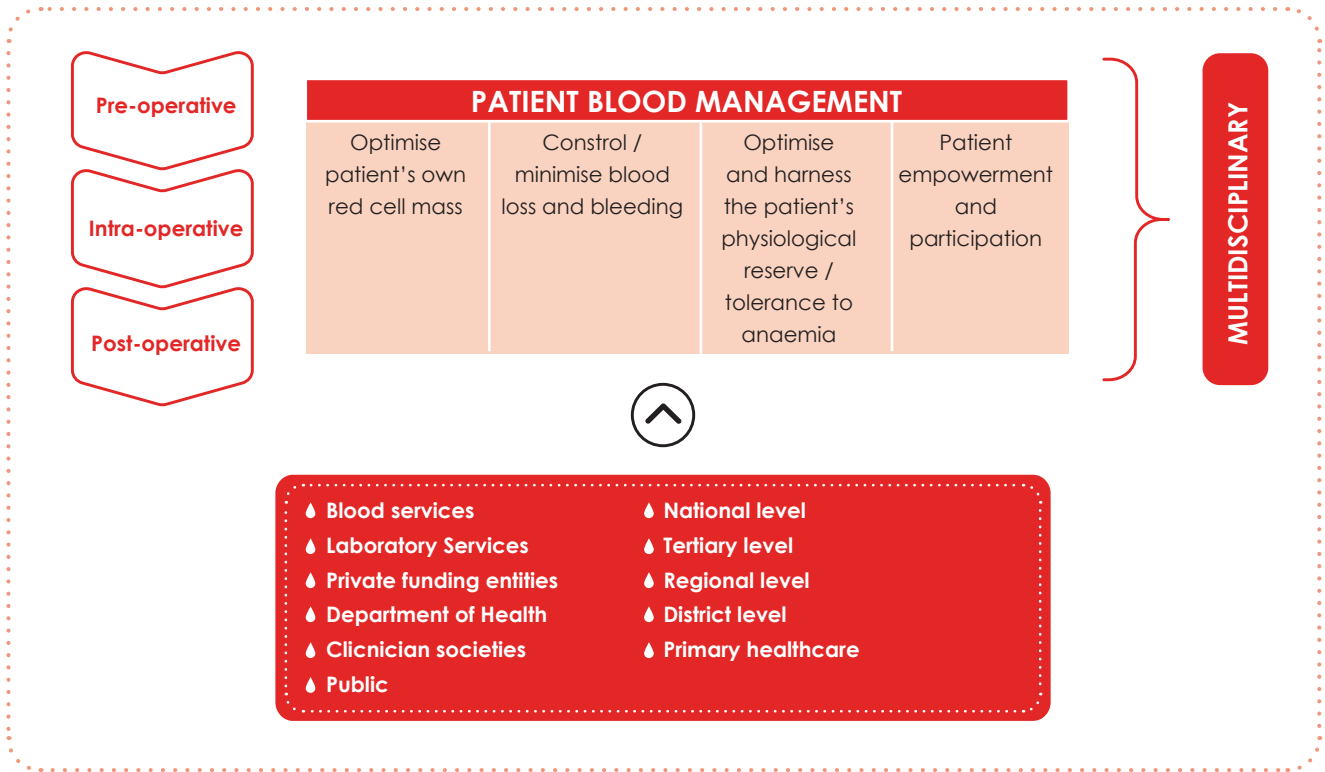 Pre-operative
Intra-operative
Post-operative
PATIENT BLOOD MANAGEMENT
Optimise
patient's own
red cell mass
Constrol /
minimise blood
loss and bleeding
Optimise
and harness
the patient's
physiological
reserve /
tolerance to
anaemia
Patient
empowerment
and
participation
MULTIDISCIPLINARY
Blood services
Laboratory Services
Private funding entities
Department of Health
Clicnician societies
Public
National level
Tertiary level
Regional level
District level
Primary healthcare